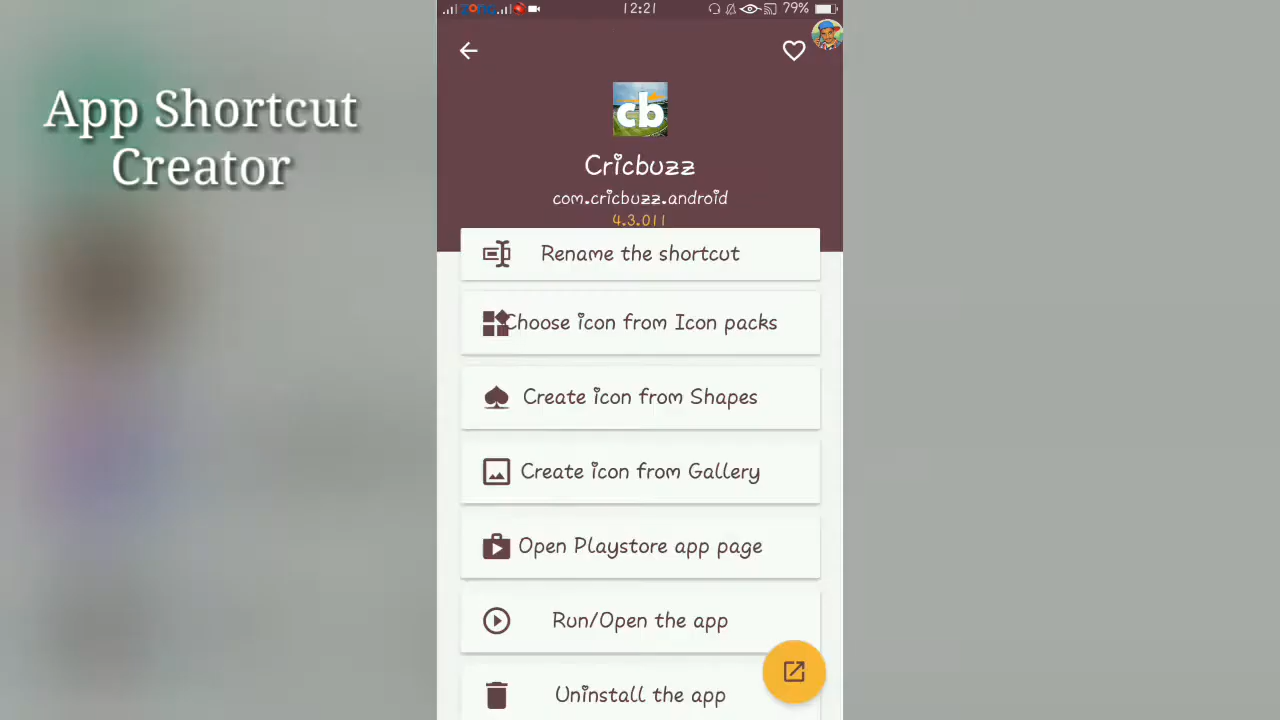 12:21
79%
App Shortcut
Creator
cb
Cricbuzz
com.cricbuzz.android
4.3.011
Rename the shortcut
Choose icon from Icon packs
Create icon from Shapes
Create icon from Gallery
Open Playstore app page
Run/Open the app
Uninstall the app